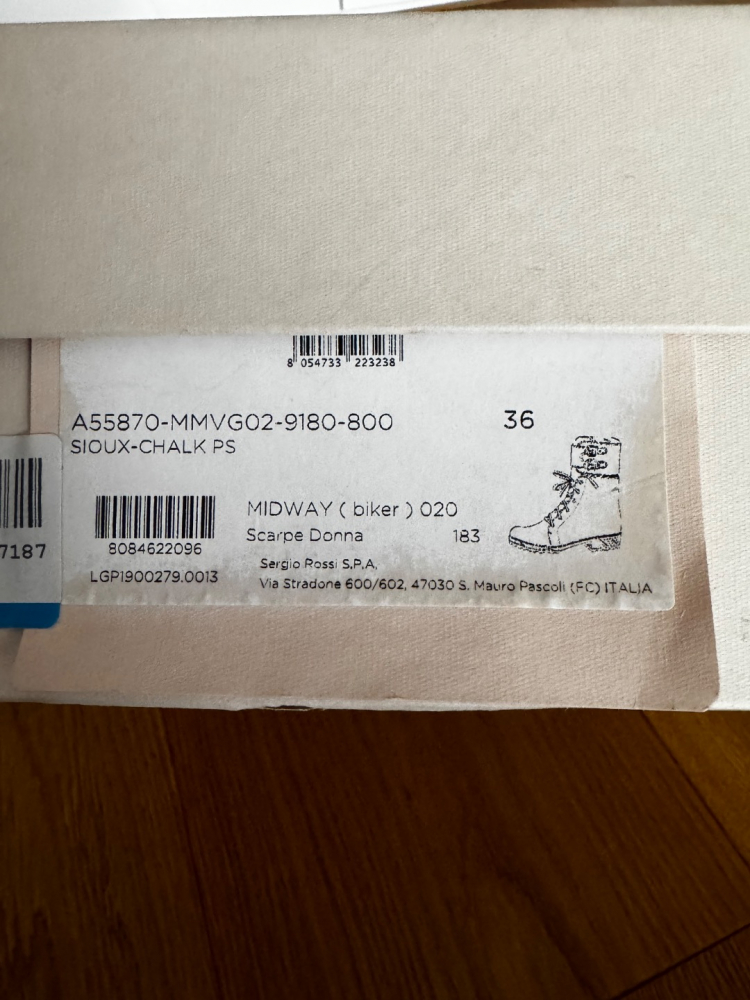 8 054733 223238
A55870-MMVG02-9180-800 36
SIOUX-CHALK PS
8084622096
LGP1900279.0013
MIDWAY ( biker ) 020
Scarpe Donna 183
Sergio Rossi S.P.A,
Via Stradone 600/602, 47030 S. Mauro Pascoli (FC) ITALIA
7187